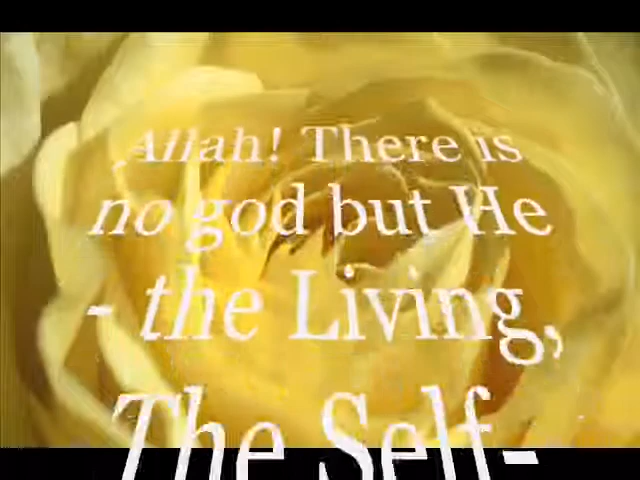 Allah! There is
no god but He
- the Living,
The Self-